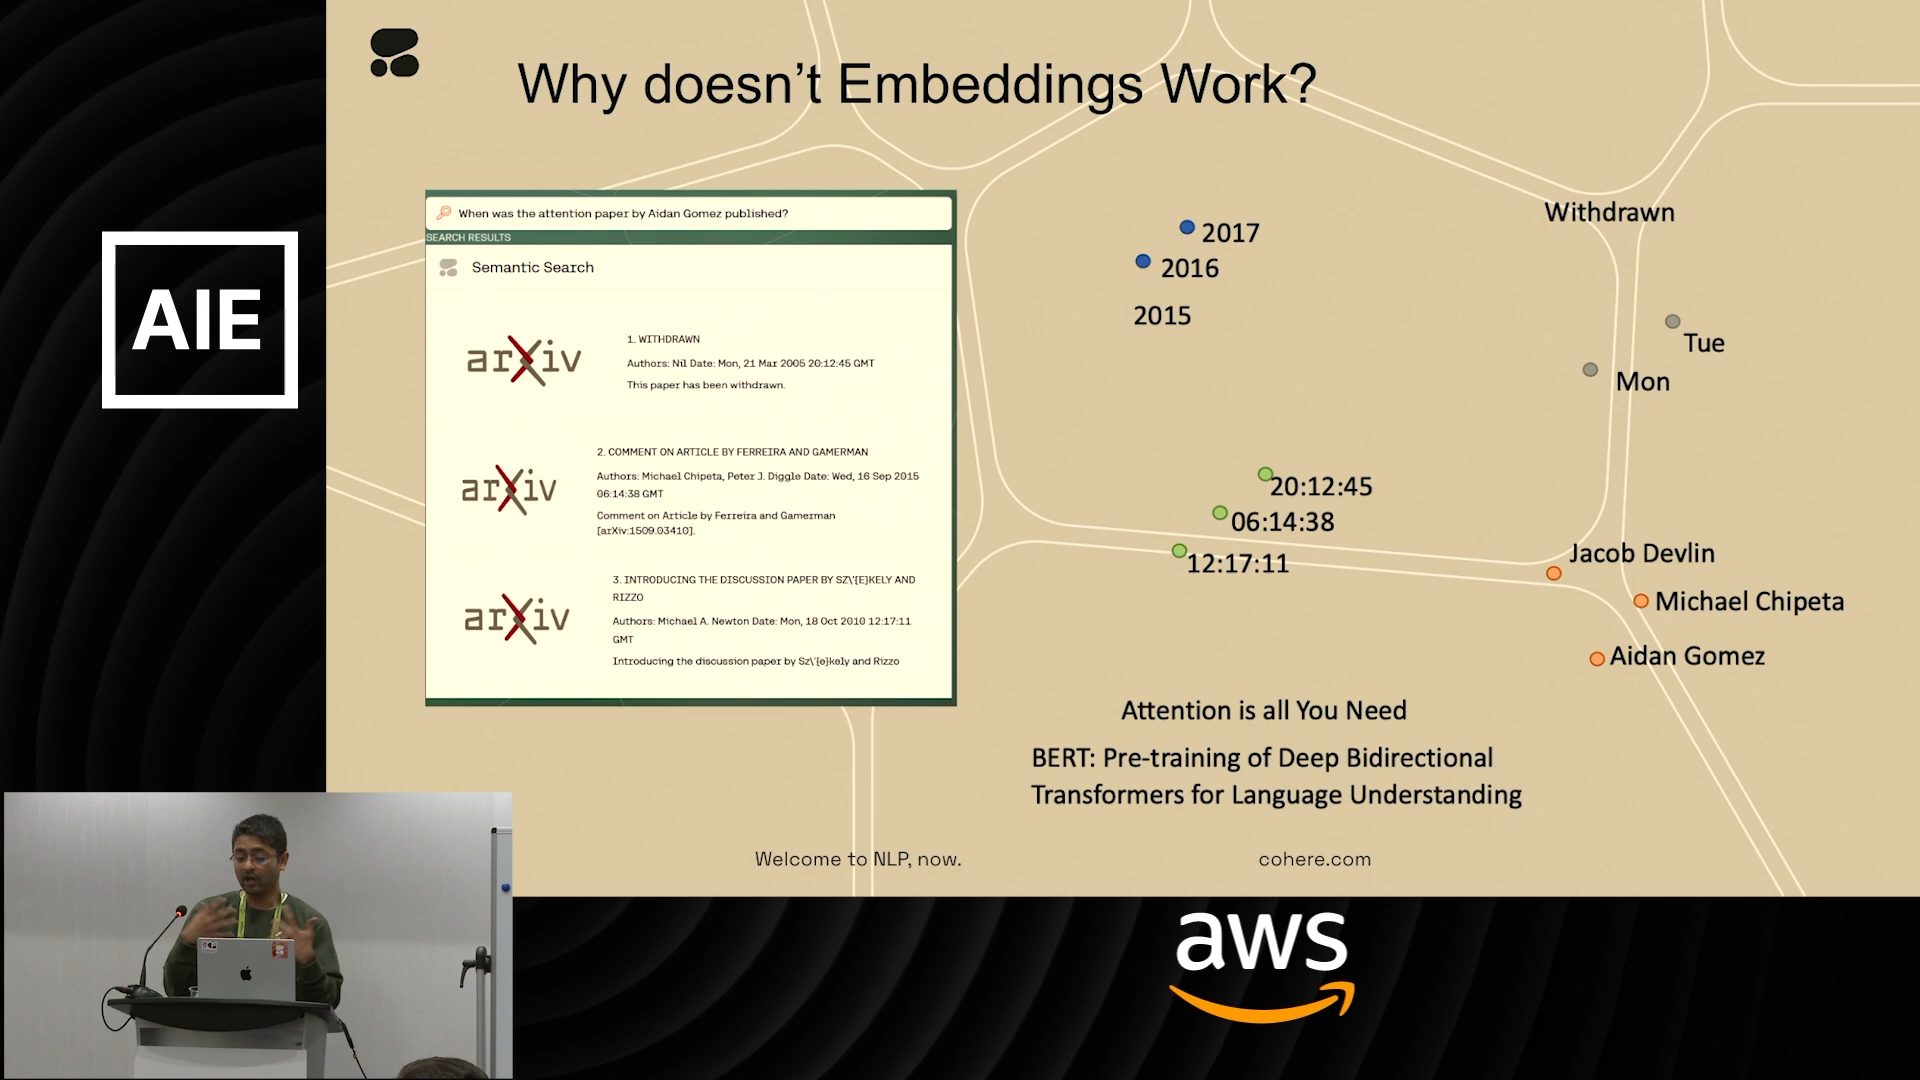 Why doesn't Embeddings Work?
AIE
When was the attention paper by Aidan Gomez published?
SEARCH RESULTS
Semantic Search
arXiv
1. WITHDRAWN
Authors: Nil Date: Mon, 21 Mar 2005 20:12:45 GMT
This paper has been withdrawn.
arXiv
2. COMMENT ON ARTICLE BY FERREIRA AND GAMERMAN
Authors: Michael Chipeta, Peter J. Diggle Date: Wed, 16 Sep 2015
06:14:38 GMT
Comment on Article by Ferreira and Gamerman
[arXiv:1509.03410].
arXiv
3. INTRODUCING THE DISCUSSION PAPER BY SZ\'{E}KELY AND
RIZZO
Authors: Michael A. Newton Date: Mon, 18 Oct 2010 12:17:11
GMT
Introducing the discussion paper by Sz\'{e}kely and Rizzo
2017
2016
2015
Withdrawn
Tue
Mon
20:12:45
06:14:38
12:17:11
Jacob Devlin
Michael Chipeta
Aidan Gomez
Attention is all You Need
BERT: Pre-training of Deep Bidirectional
Transformers for Language Understanding
Welcome to NLP, now.
cohere.com
aws